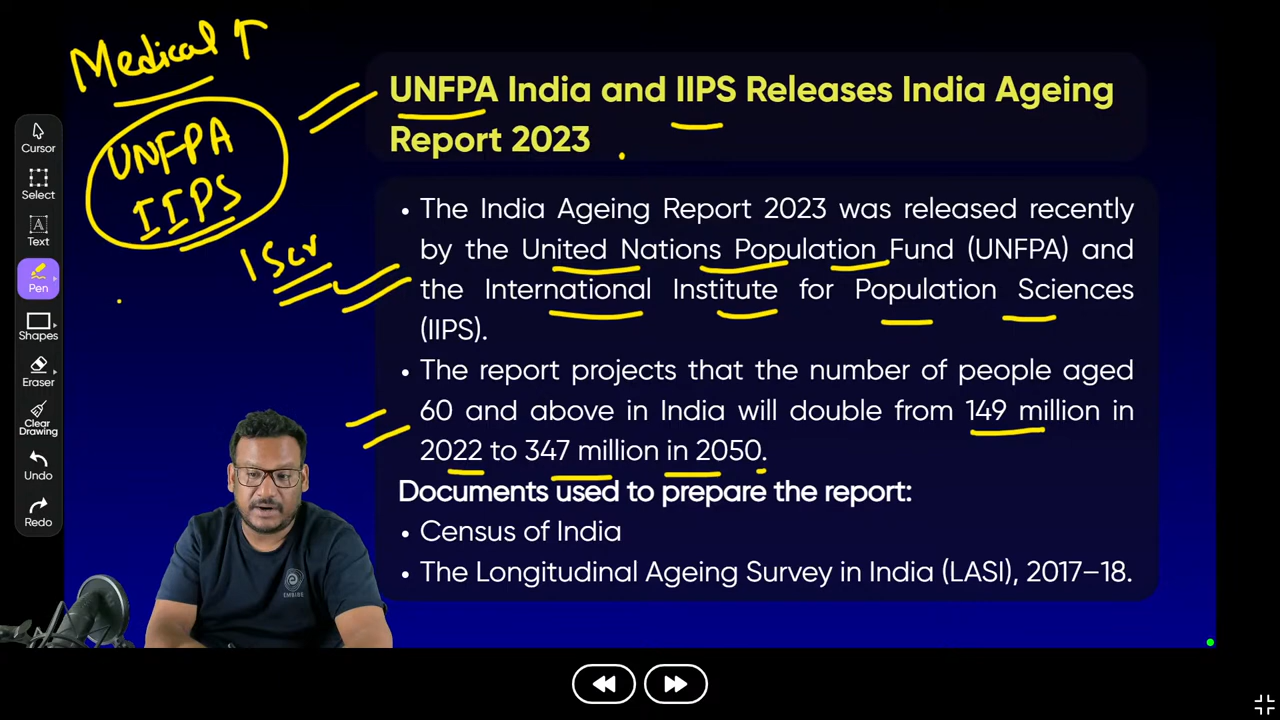 Medical ↑
UNFPA
IIPS
1 Scr
Cursor
Select
A
Text
Pen
Shapes
Eraser
Clear
Drawing
Undo
Redo
UNFPA India and IIPS Releases India Ageing
Report 2023
• The India Ageing Report 2023 was released recently
by the United Nations Population Fund (UNFPA) and
the International Institute for Population Sciences
(IIPS).
• The report projects that the number of people aged
60 and above in India will double from 149 million in
2022 to 347 million in 2050.
Documents used to prepare the report:
• Census of India
• The Longitudinal Ageing Survey in India (LASI), 2017–18.
EMBIBE